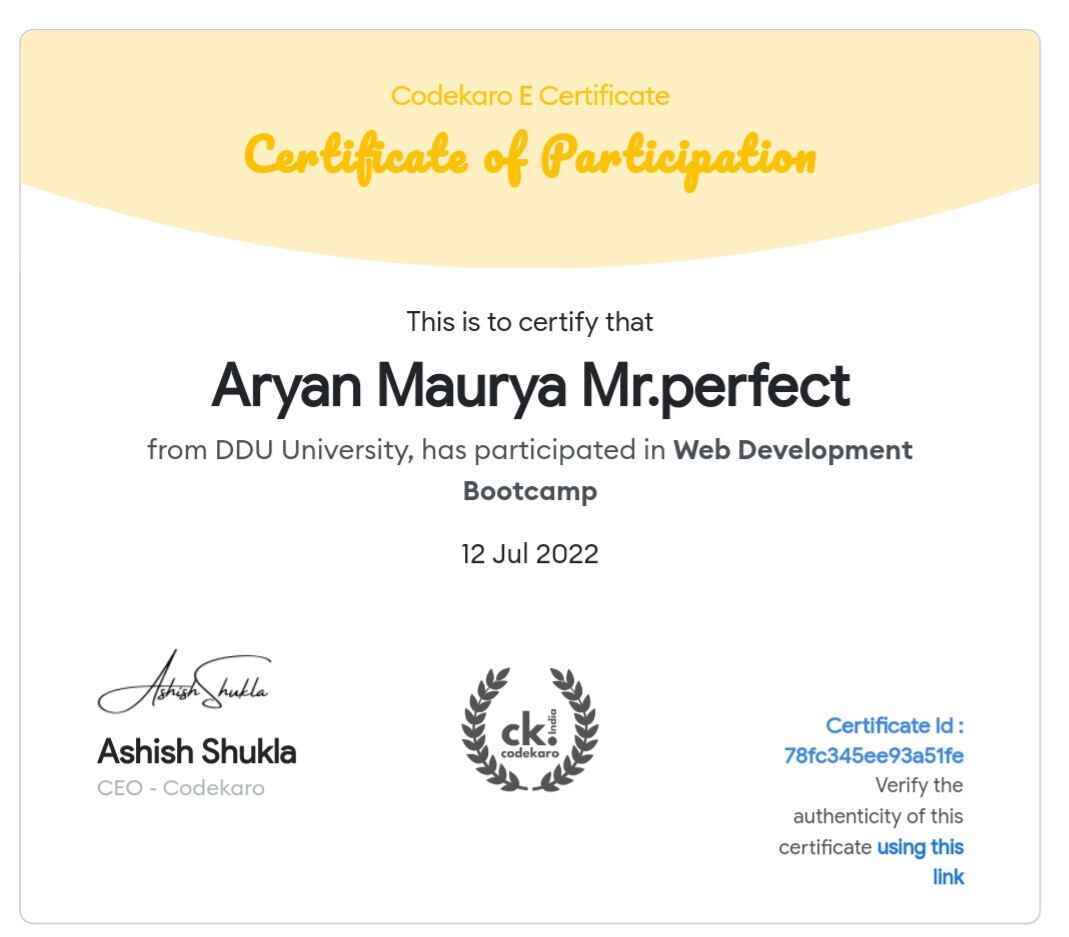 Codekaro E Certificate
Certificate of Participation
This is to certify that
Aryan Maurya Mr.perfect
from DDU University, has participated in Web Development
Bootcamp
12 Jul 2022
Ashish Shukla
Ashish Shukla
CEO - Codekaro
ck.
India
codekaro
Certificate Id :
78fc345ee93a51fe
Verify the
authenticity of this
certificate using this
link